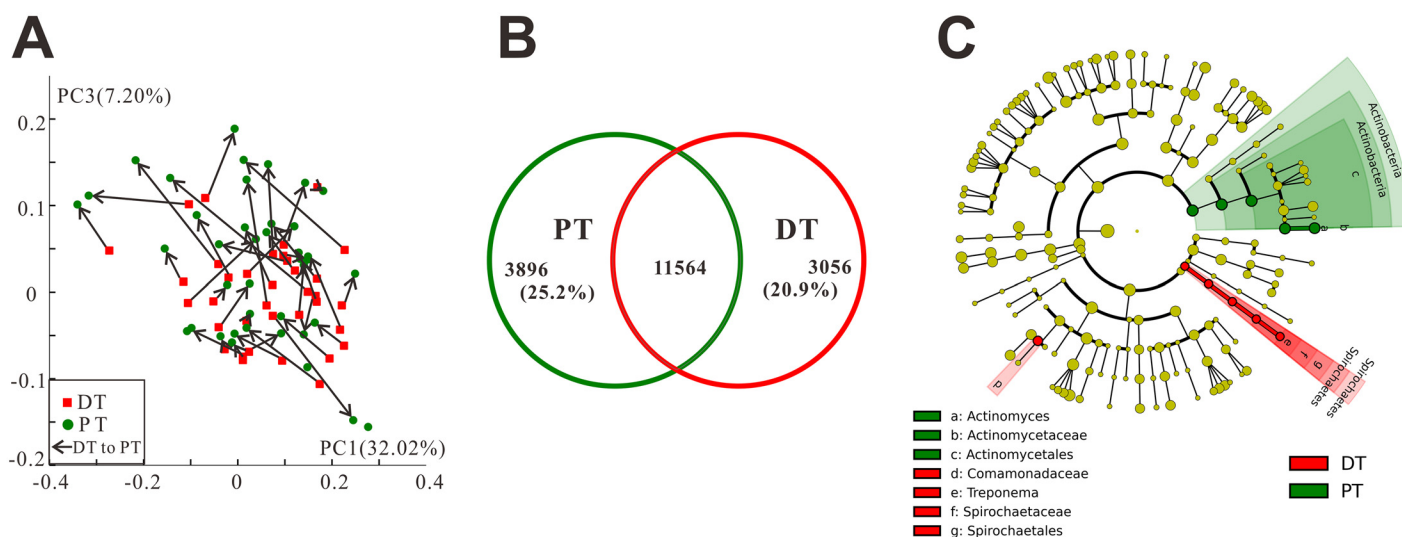 A
PC3(7.20%)
0.2
0.1
0
-0.1
-0.2
DT
PT
DT to PT
PC1(32.02%)
-0.4
-0.2
0
0.2
0.4
B
PT
DT
3896
(25.2%)
11564
3056
(20.9%)
C
Actinobacteria
Actinobacteria
c
b
a
e
f
g
Spirochaetes
Spirochaetes
d
a: Actinomyces
b: Actinomycetaceae
c: Actinomycetales
d: Comamonadaceae
e: Treponema
f: Spirochaetaceae
g: Spirochaetales
DT
PT